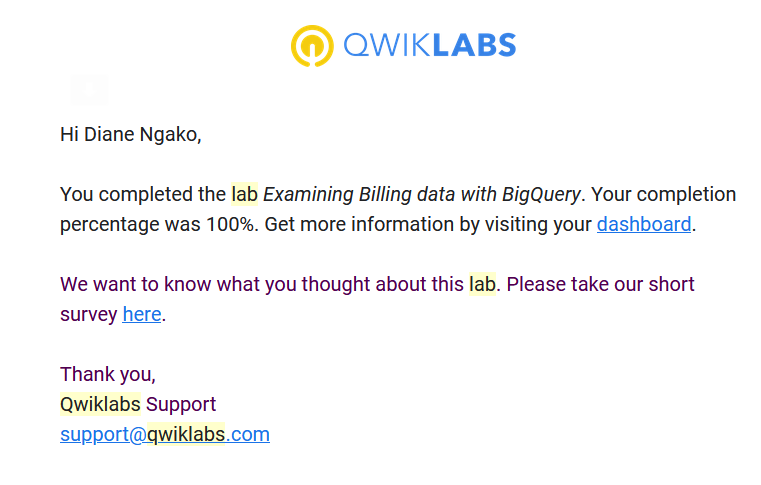 QWIKLABS
Hi Diane Ngako,
You completed the lab Examining Billing data with BigQuery. Your completion
percentage was 100%. Get more information by visiting your dashboard.
We want to know what you thought about this lab. Please take our short
survey here.
Thank you,
Qwiklabs Support
support@qwiklabs.com